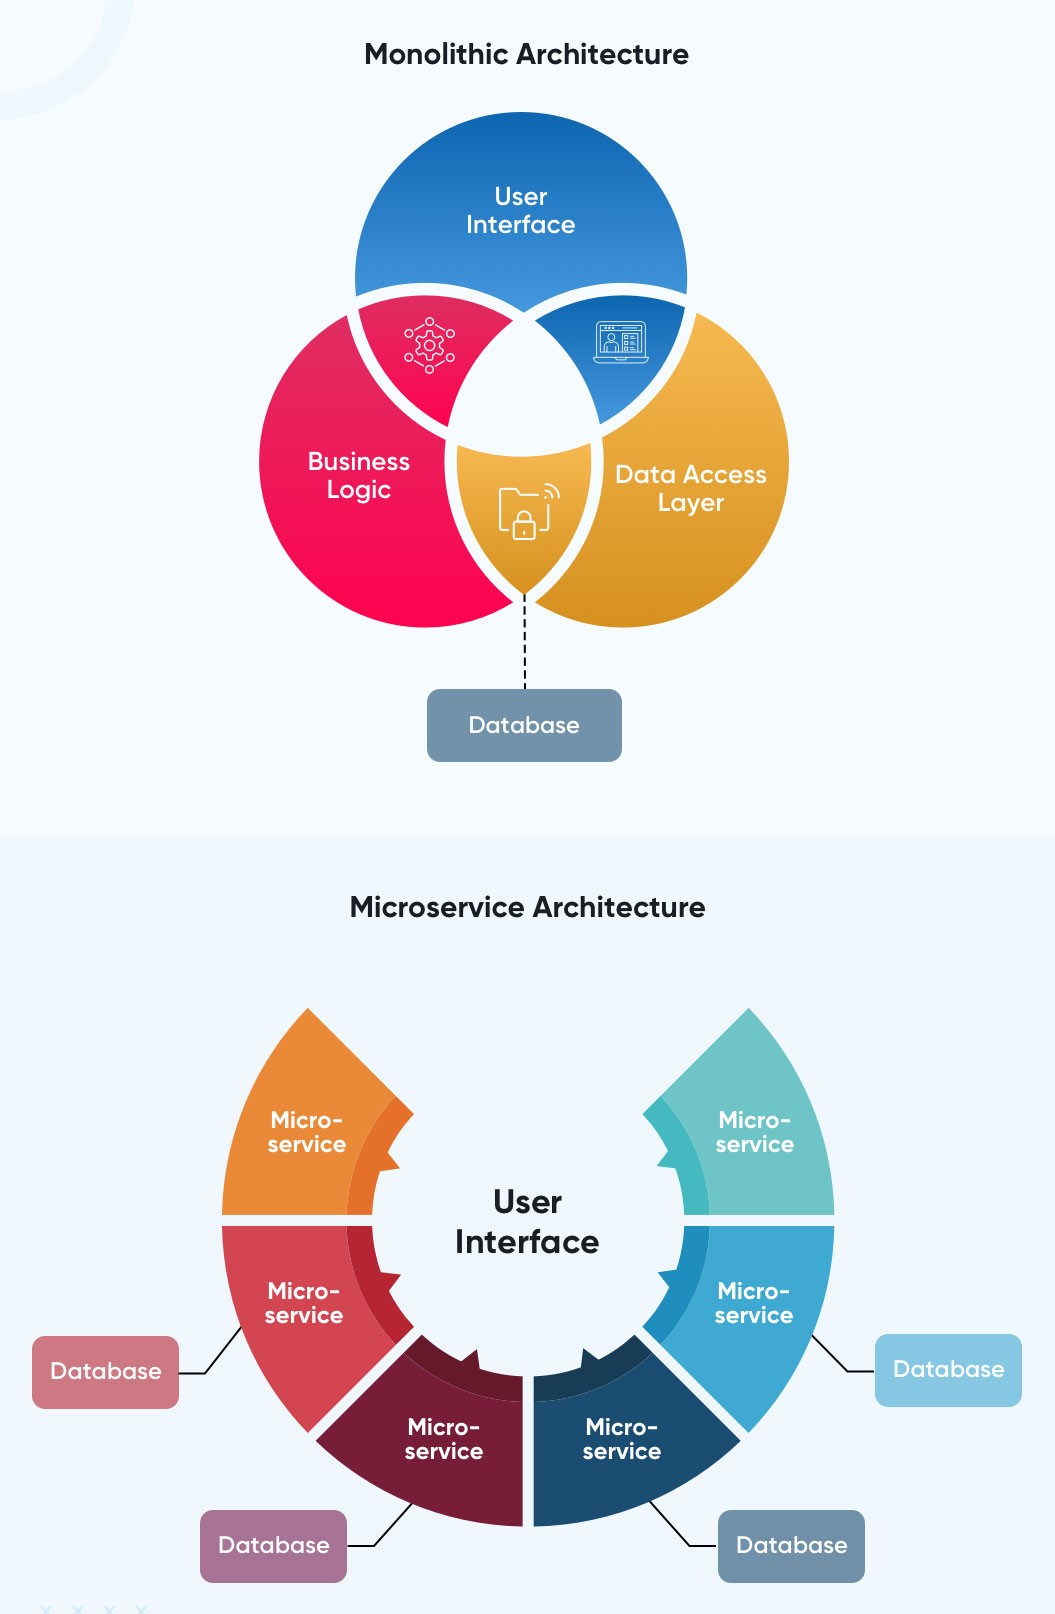 Monolithic Architecture
User
Interface
Business
Logic
Data Access
Layer
Database
Microservice Architecture
Micro-
service
Micro-
service
User
Interface
Micro-
service
Micro-
service
Database
Database
Micro-
service
Micro-
service
Database
Database